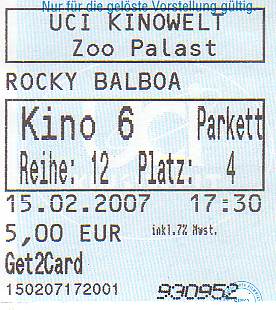 Nur für die gelöste Vorstellung gültig.
UCI KINOWELT
Zoo Palast
ROCKY BALBOA
Kino 6 Parkett
Reihe: 12 Platz: 4
15.02.2007 17:30
5,00 EUR inkl.7% Mwst.
Get2Card
150207172001 930952